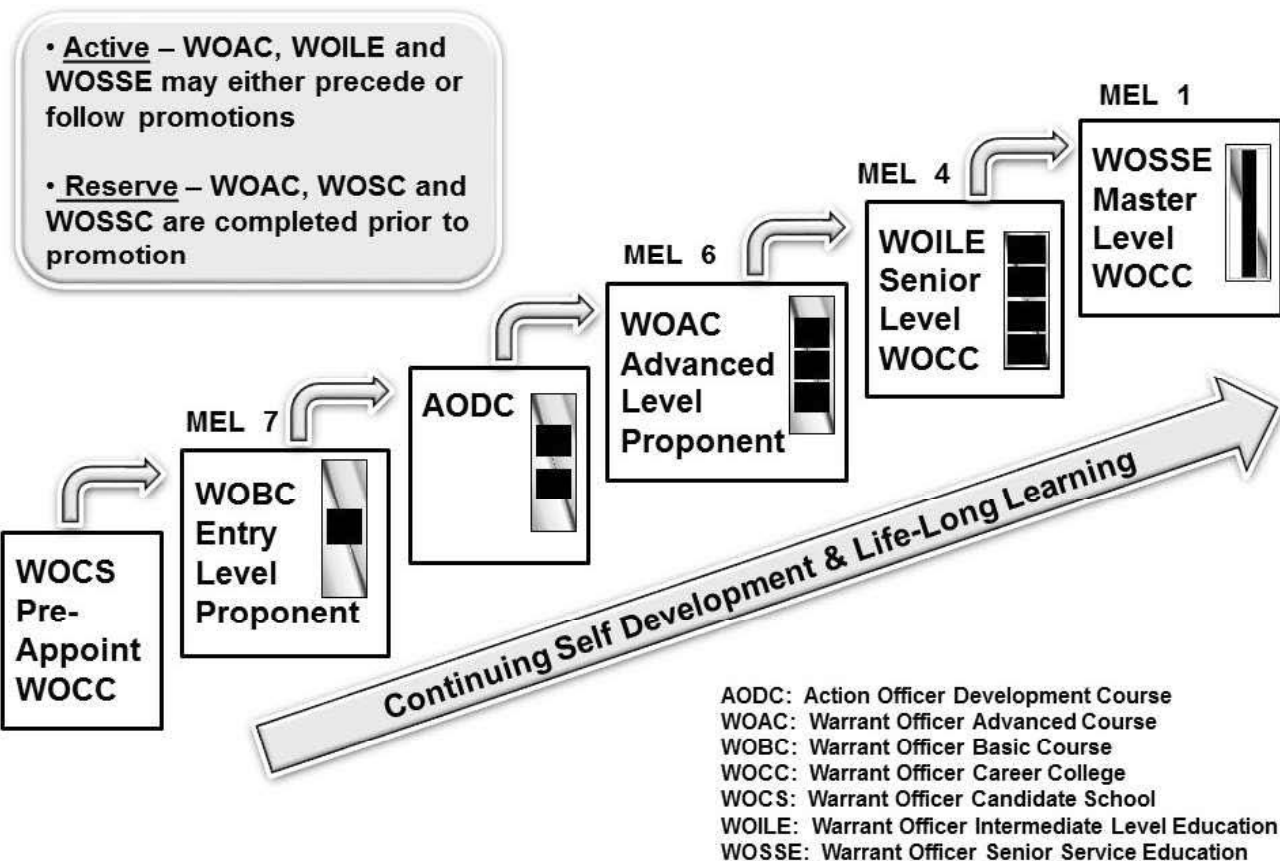 • Active – WOAC, WOILE and
WOSSE may either precede or
follow promotions
• Reserve – WOAC, WOSC and
WOSSC are completed prior to
promotion
MEL 1
WOSSE
Master
Level
WOCC
MEL 4
WOILE
Senior
Level
WOCC
MEL 6
WOAC
Advanced
Level
Proponent
AODC
MEL 7
WOBC
Entry
Level
Proponent
WOCS
Pre-
Appoint
WOCC
Continuing Self Development & Life-Long Learning
AODC: Action Officer Development Course
WOAC: Warrant Officer Advanced Course
WOBC: Warrant Officer Basic Course
WOCC: Warrant Officer Career College
WOCS: Warrant Officer Candidate School
WOILE: Warrant Officer Intermediate Level Education
WOSSE: Warrant Officer Senior Service Education